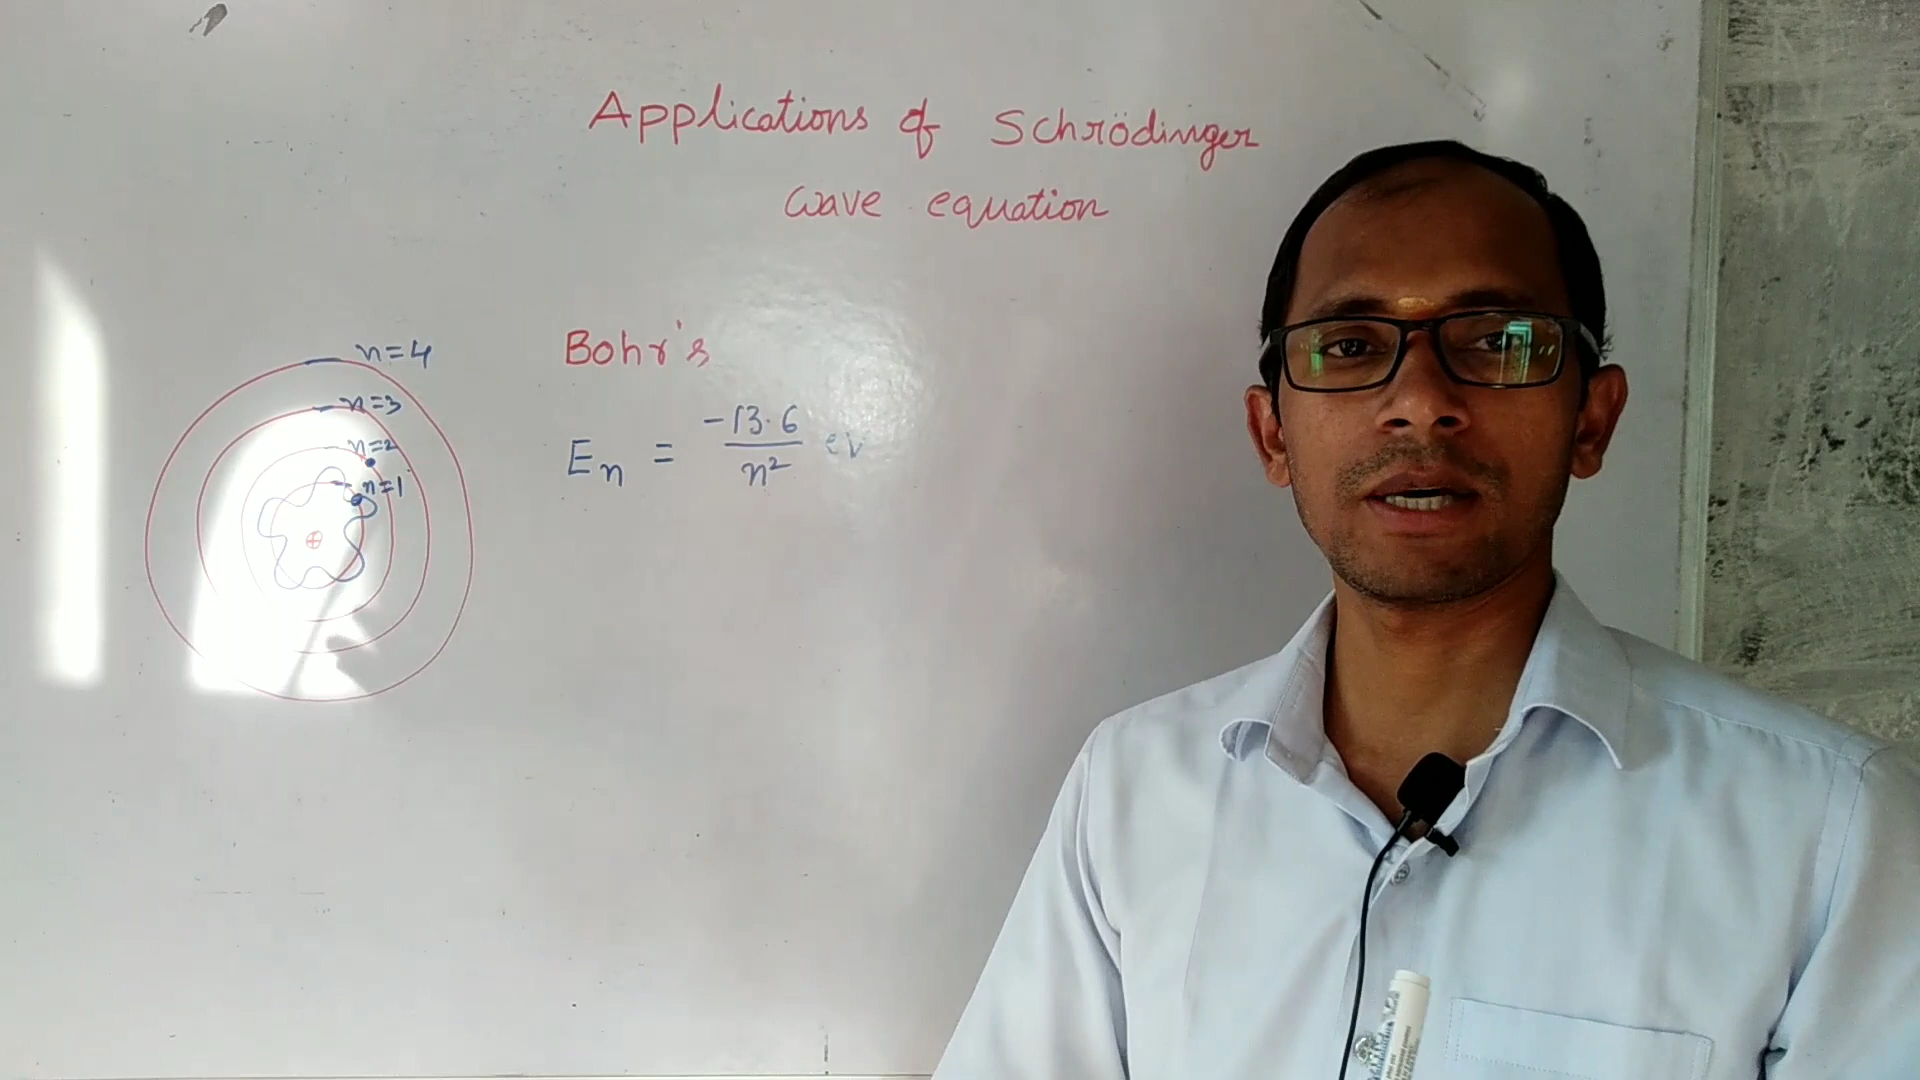 Applications of Schrödinger
wave equation
n=4
n=3
n=2
n=1
Bohr's
En = -13.6/n² ev